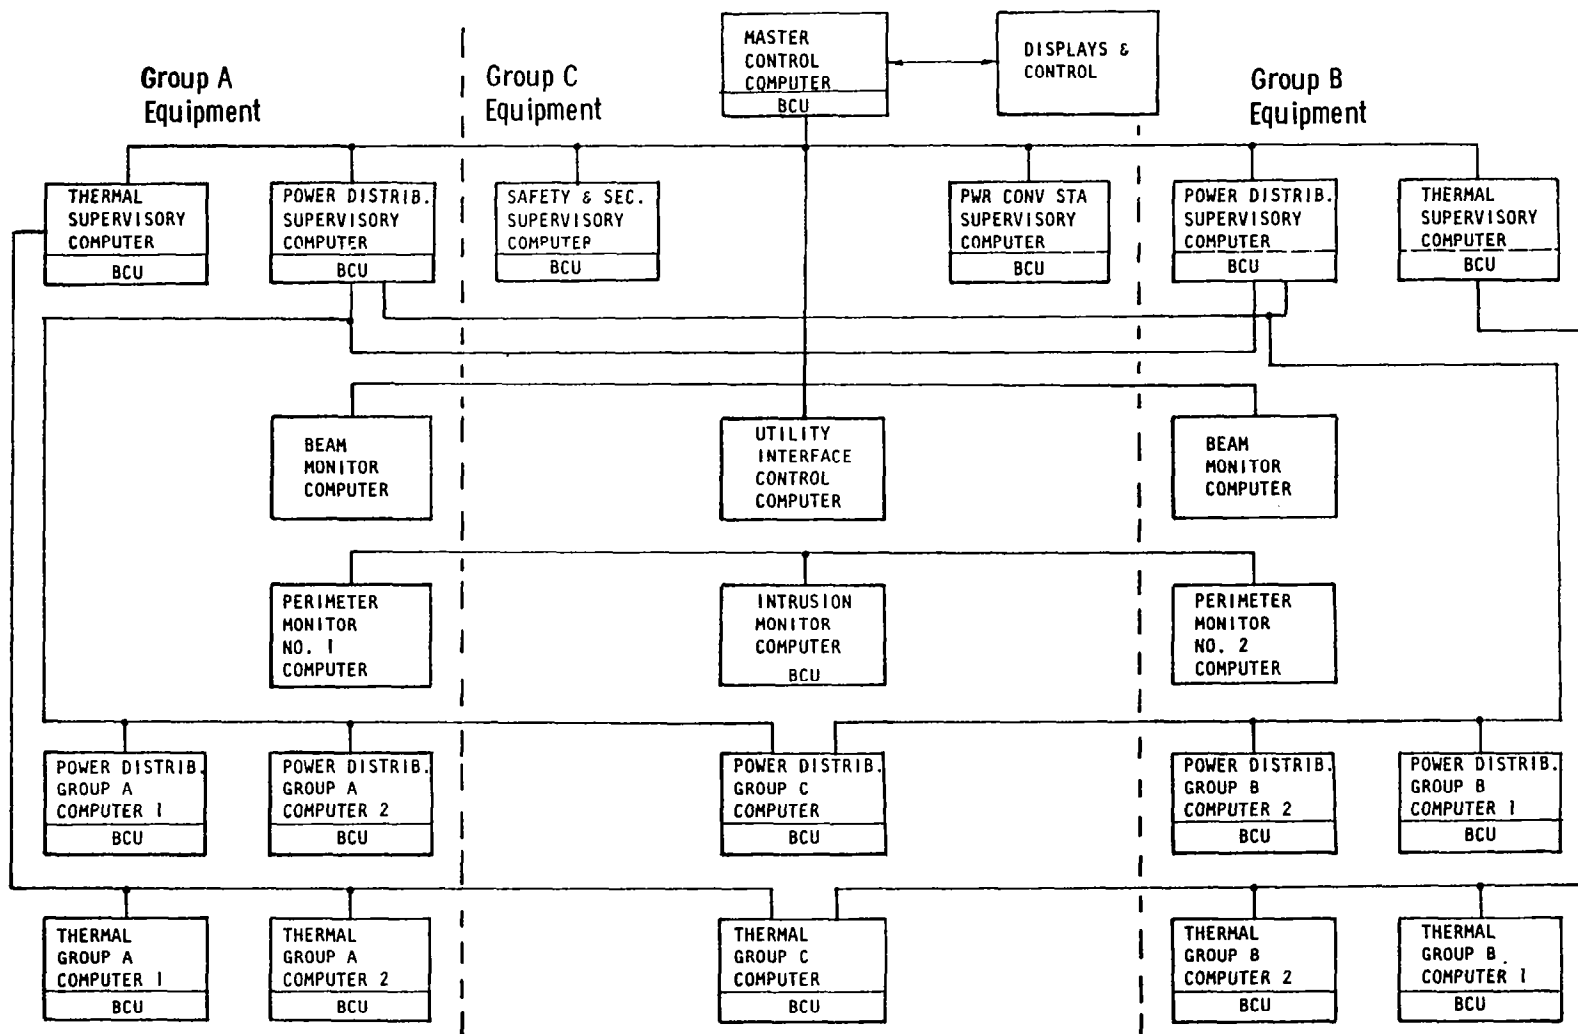 Group A
Equipment
Group C
Equipment
MASTER
CONTROL
COMPUTER
BCU
DISPLAYS &
CONTROL
Group B
Equipment
THERMAL
SUPERVISORY
COMPUTER
BCU
POWER DISTRIB.
SUPERVISORY
COMPUTER
BCU
SAFETY & SEC.
SUPERVISORY
COMPUTER
BCU
PWR CONV STA
SUPERVISORY
COMPUTER
BCU
POWER DISTRIB.
SUPERVISORY
COMPUTER
BCU
THERMAL
SUPERVISORY
COMPUTER
BCU
BEAM
MONITOR
COMPUTER
UTILITY
INTERFACE
CONTROL
COMPUTER
BEAM
MONITOR
COMPUTER
PERIMETER
MONITOR
NO. 1
COMPUTER
INTRUSION
MONITOR
COMPUTER
BCU
PERIMETER
MONITOR
NO. 2
COMPUTER
POWER DISTRIB.
GROUP A
COMPUTER 1
BCU
POWER DISTRIB.
GROUP A
COMPUTER 2
BCU
POWER DISTRIB.
GROUP C
COMPUTER
BCU
POWER DISTRIB.
GROUP B
COMPUTER 2
BCU
POWER DISTRIB.
GROUP B
COMPUTER 1
BCU
THERMAL
GROUP A
COMPUTER 1
BCU
THERMAL
GROUP A
COMPUTER 2
BCU
THERMAL
GROUP C
COMPUTER
BCU
THERMAL
GROUP B
COMPUTER 2
BCU
THERMAL
GROUP B
COMPUTER 1
BCU